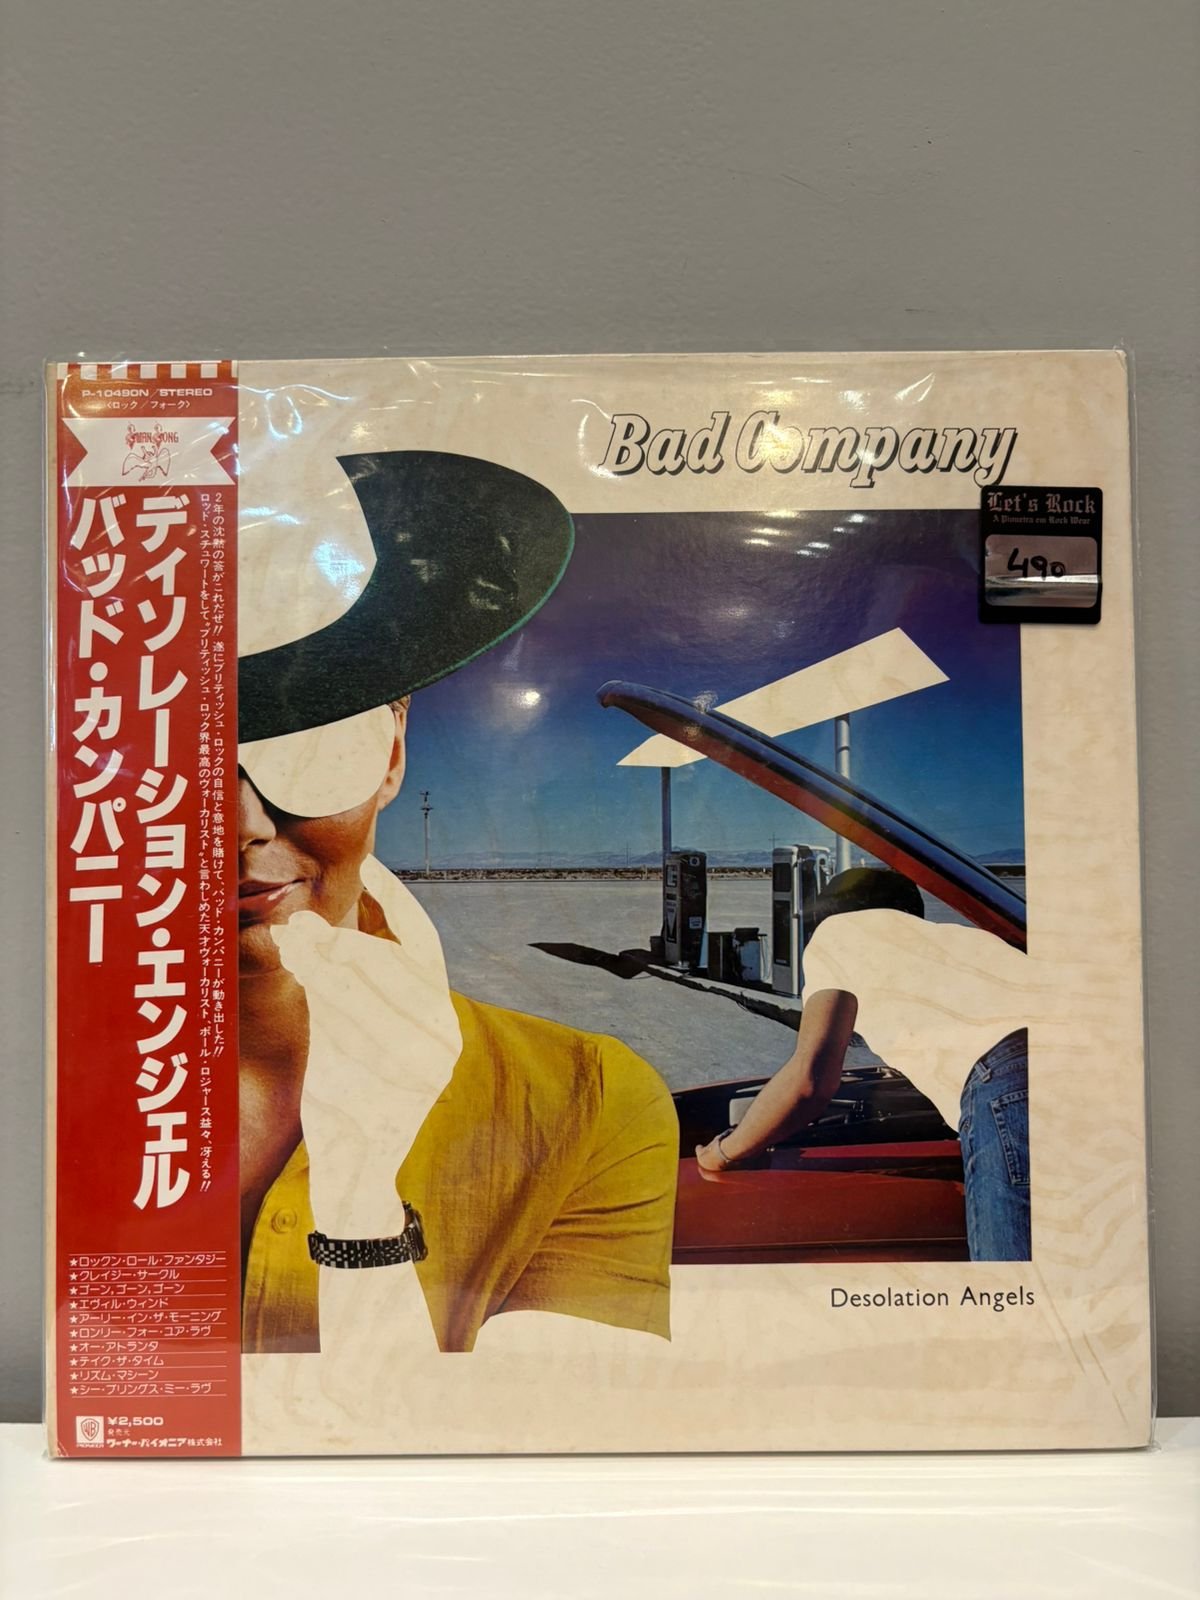 P-10490N/STEREO
〈ロック/フォーク〉
SWAN SONG
ディソレーション・エンジェル
バッド・カンパニー
2年の沈黙の答がこれだぜ!! 遂にブリティッシュ・ロックの自信と意地を賭けて、バッド・カンパニーが動き出した!!
ロッド・スチュワートをして“ブリティッシュ・ロック界最高のヴォーカリスト”と言わしめた天才ヴォーカリスト、ポール・ロジャース益々、冴える!!
★ロックン・ロール・ファンタジー
★クレイジー・サークル
★ゴーン,ゴーン,ゴーン
★エヴィル・ウィンド
★アーリー・イン・ザ・モーニング
★ロンリー・フォー・ユア・ラヴ
★オー・アトランタ
★テイク・ザ・タイム
★リズム・マシーン
★シー・ブリングス・ミー・ラヴ
WB
PIONEER
¥2,500
発売元
ワーナー・パイオニア株式会社
Bad Company
Let's Rock
A Pioneira em Rock Wear
490
Desolation Angels